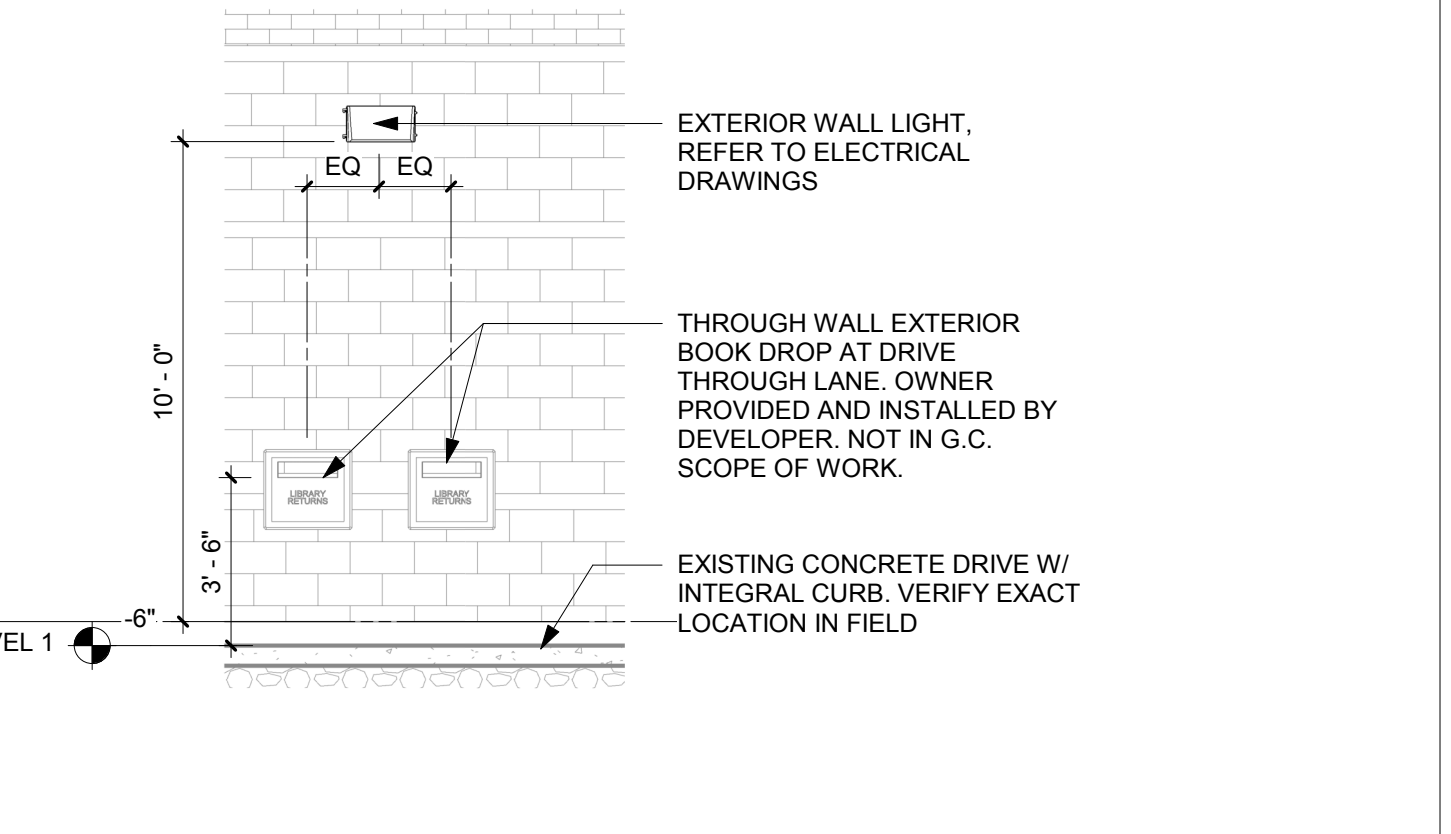 EXTERIOR WALL LIGHT,
REFER TO ELECTRICAL
DRAWINGS
EQ EQ
THROUGH WALL EXTERIOR
BOOK DROP AT DRIVE
THROUGH LANE. OWNER
PROVIDED AND INSTALLED BY
DEVELOPER. NOT IN G.C.
SCOPE OF WORK.
10' - 0"
LIBRARY
RETURNS
LIBRARY
RETURNS
3' - 6"
EXISTING CONCRETE DRIVE W/
INTEGRAL CURB. VERIFY EXACT
LOCATION IN FIELD
-6"
VEL 1